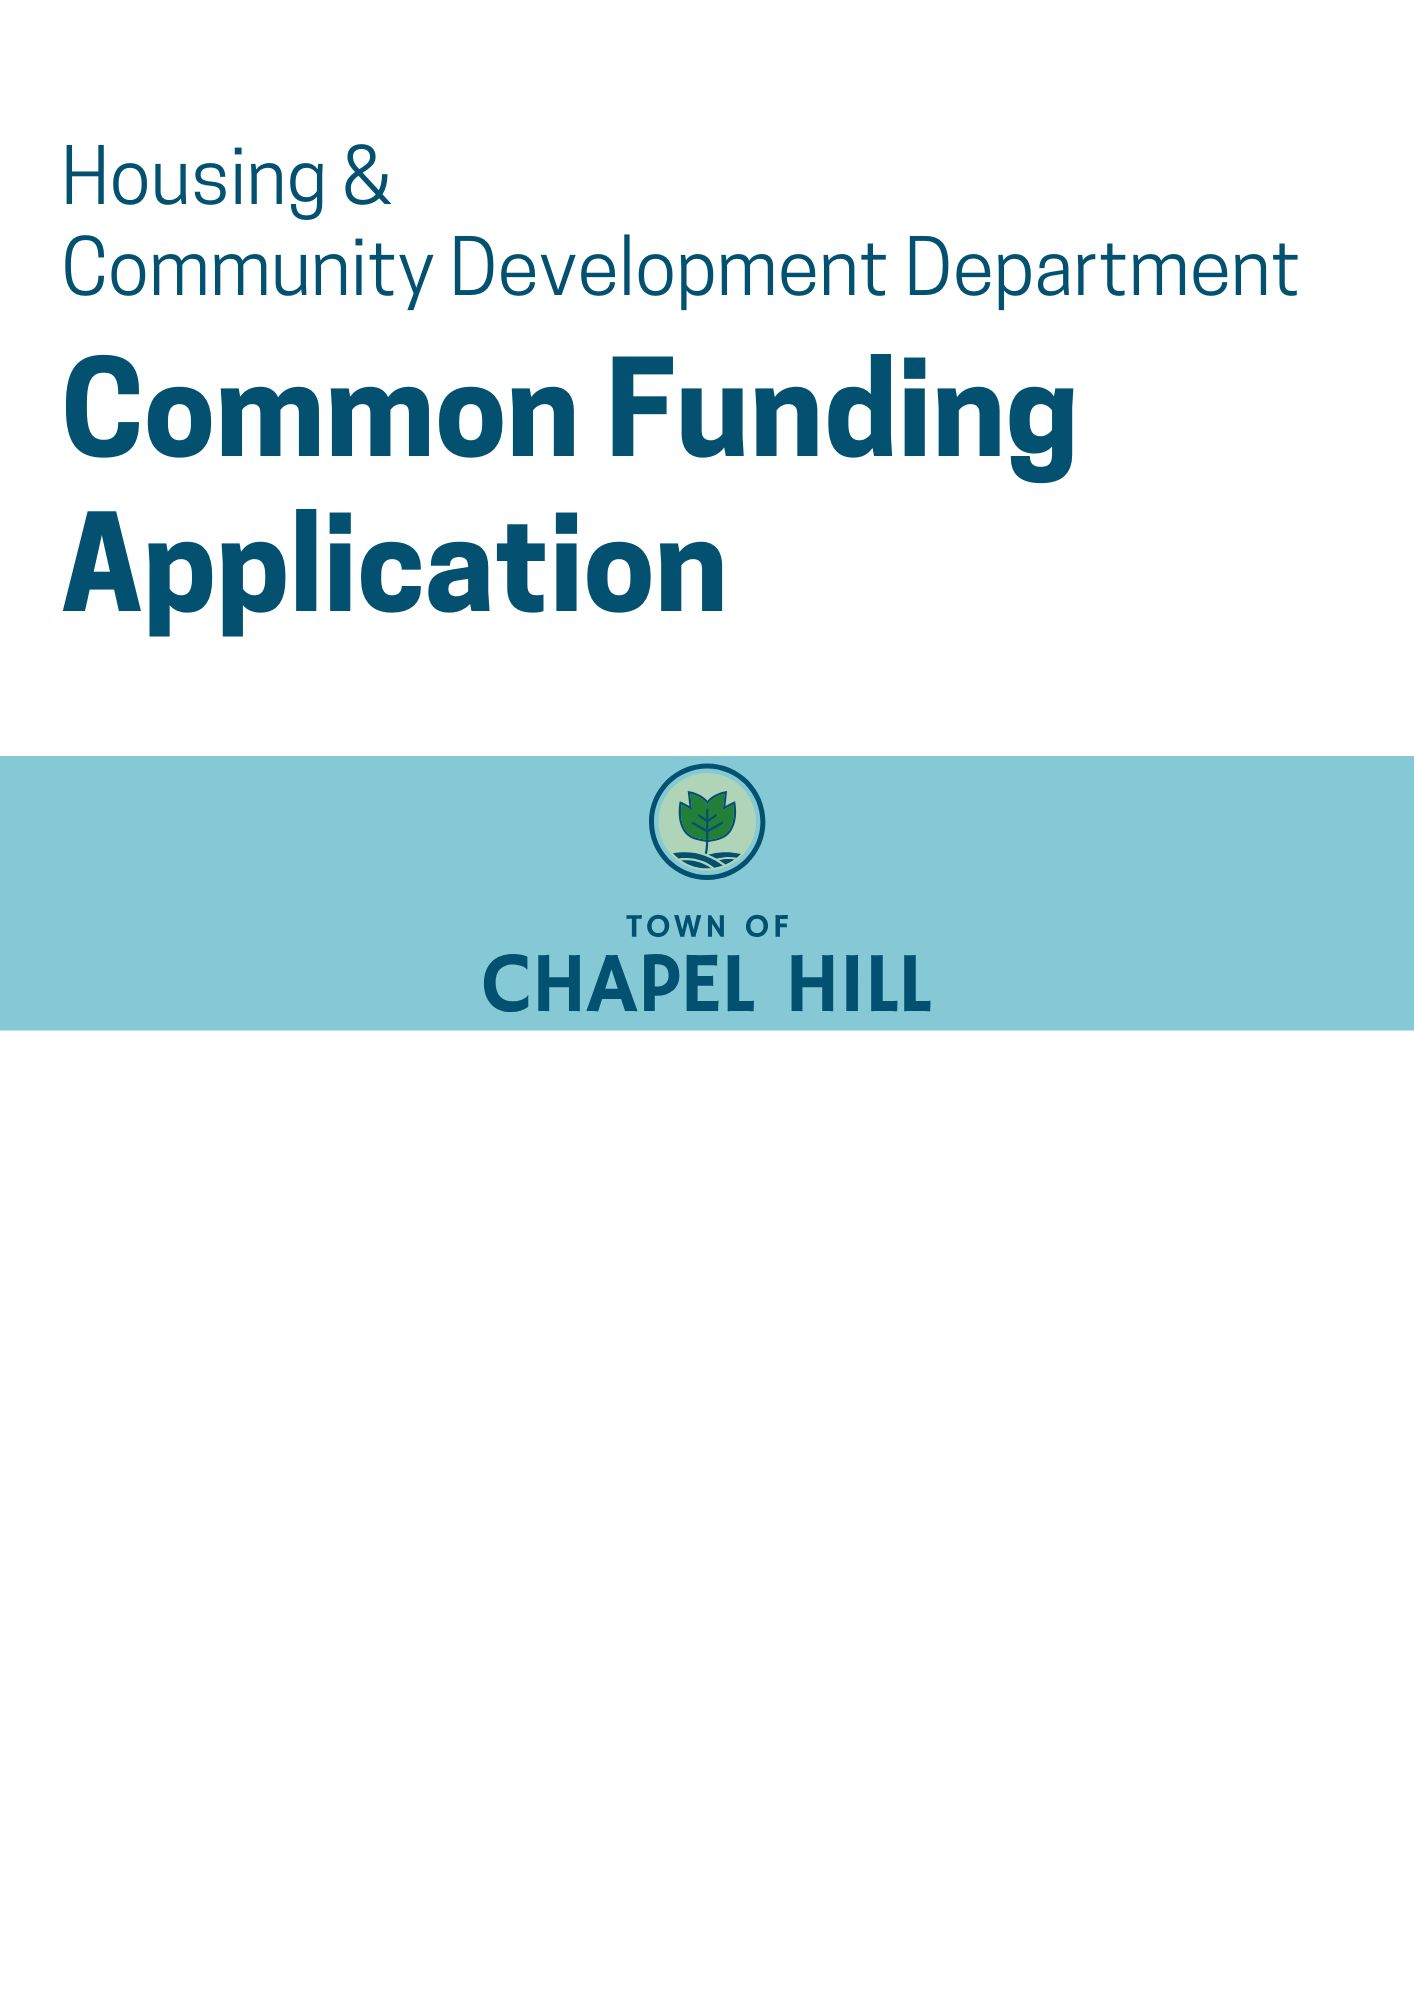 Housing &
Community Development Department
Common Funding
Application
TOWN OF
CHAPEL HILL